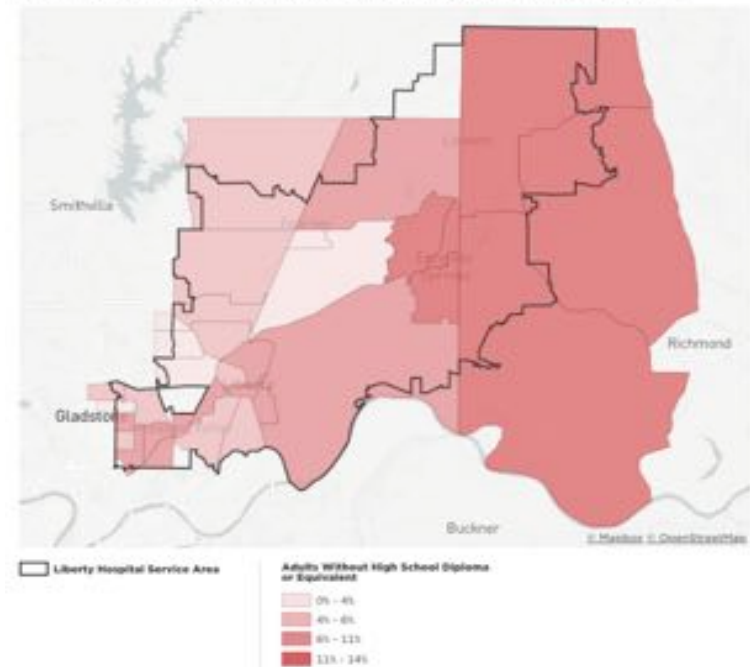 Smithville
Richmond
Gladstone
Buckner
© Mapbox © OpenStreetMap
Liberty Hospital Service Area
Adults Without High School Diploma
or Equivalent
0% - 4%
4% - 6%
6% - 11%
11% - 14%